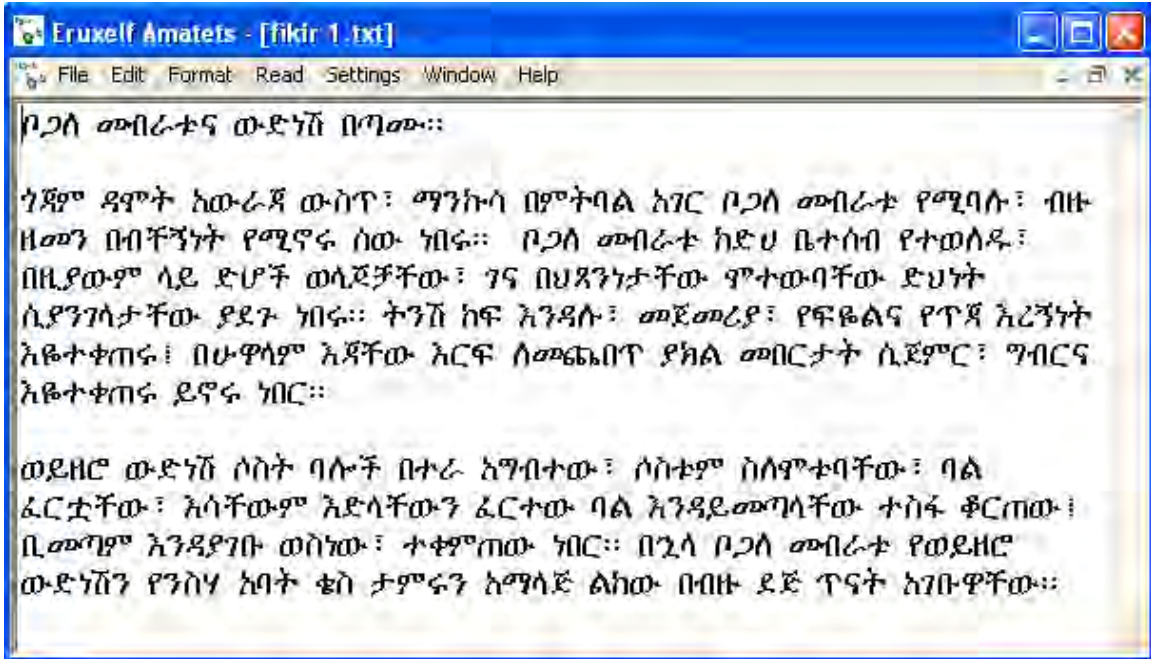 Eruxelf Amatets - [fikir 1.txt]
File Edit Format Read Settings Window Help
ቦጋለ መብራቱና ውድነሽ በጣሙ።
ጎጃም ዳሞት አውራጃ ውስጥ፣ ማንኩሳ በምትባል አገር ቦጋለ መብራቱ የሚባሉ፣ ብዙ
ዘመን በብቸኝነት የሚኖሩ ሰው ነበሩ። ቦጋለ መብራቱ ከድሀ ቤተሰብ የተወለዱ፣
በዚያውም ላይ ድሆች ወላጆቻቸው፣ ገና በህጻንነታቸው ሞተውባቸው ድህነት
ሲያንገላታቸው ያደጉ ነበሩ። ትንሽ ከፍ እንዳሉ፣ መጀመሪያ፣ የፍዬልና የጥጃ እረኝነት
እዬተቀጠሩ፤ በሁዋላም እጃቸው እርፍ ለመጨበጥ ያክል መበርታት ሲጀምር፣ ግብርና
እዬተቀጠሩ ይኖሩ ነበር።
ወይዘሮ ውድነሽ ሶስት ባሎች በተራ አግብተው፣ ሶስቱም ስለሞቱባቸው፣ ባል
ፈርቷቸው፣ እሳቸውም እድላቸውን ፈርተው ባል እንዳይመጣላቸው ተስፋ ቆርጠው፤
ቢመጣም እንዳያገቡ ወስነው፣ ተቀምጠው ነበር። በኋላ ቦጋለ መብራቱ የወይዘሮ
ውድነሽን የንስሃ አባት ቄስ ታምሩን አማላጅ ልከው በብዙ ደጅ ጥናት አገቡዋቸው።